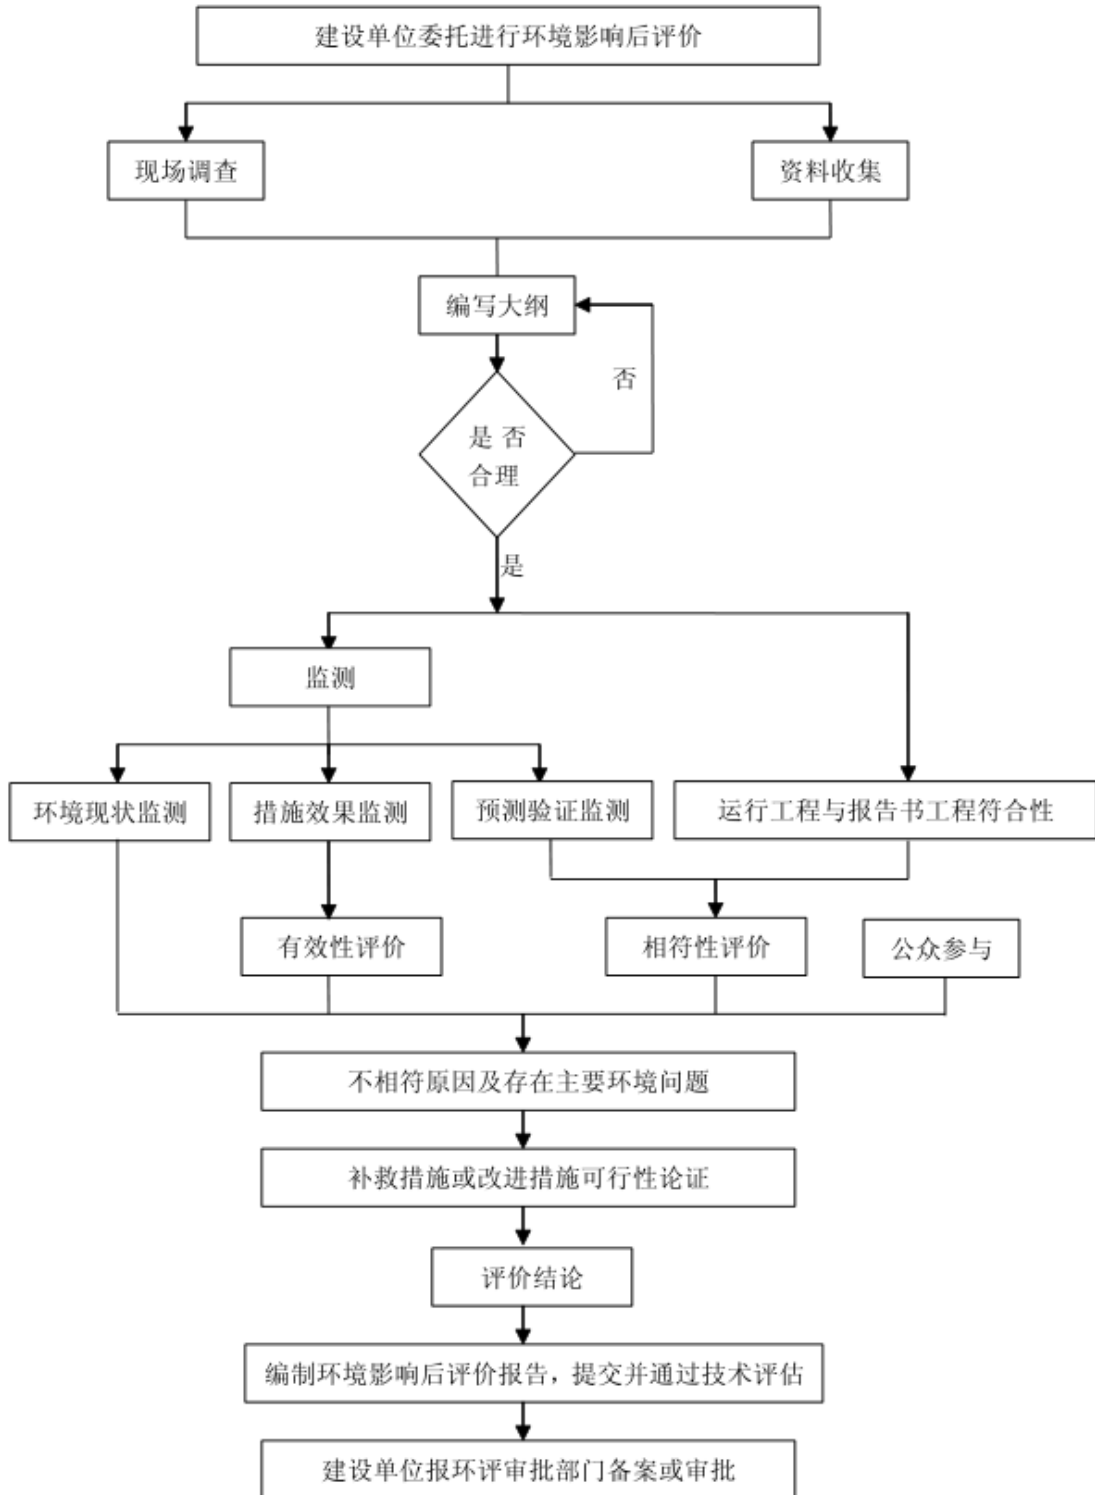 建设单位委托进行环境影响后评价
现场调查
资料收集
编写大纲
否
是 否
合理
是
监测
环境现状监测
措施效果监测
预测验证监测
运行工程与报告书工程符合性
有效性评价
相符性评价
公众参与
不相符原因及存在主要环境问题
补救措施或改进措施可行性论证
评价结论
编制环境影响后评价报告，提交并通过技术评估
建设单位报环评审批部门备案或审批